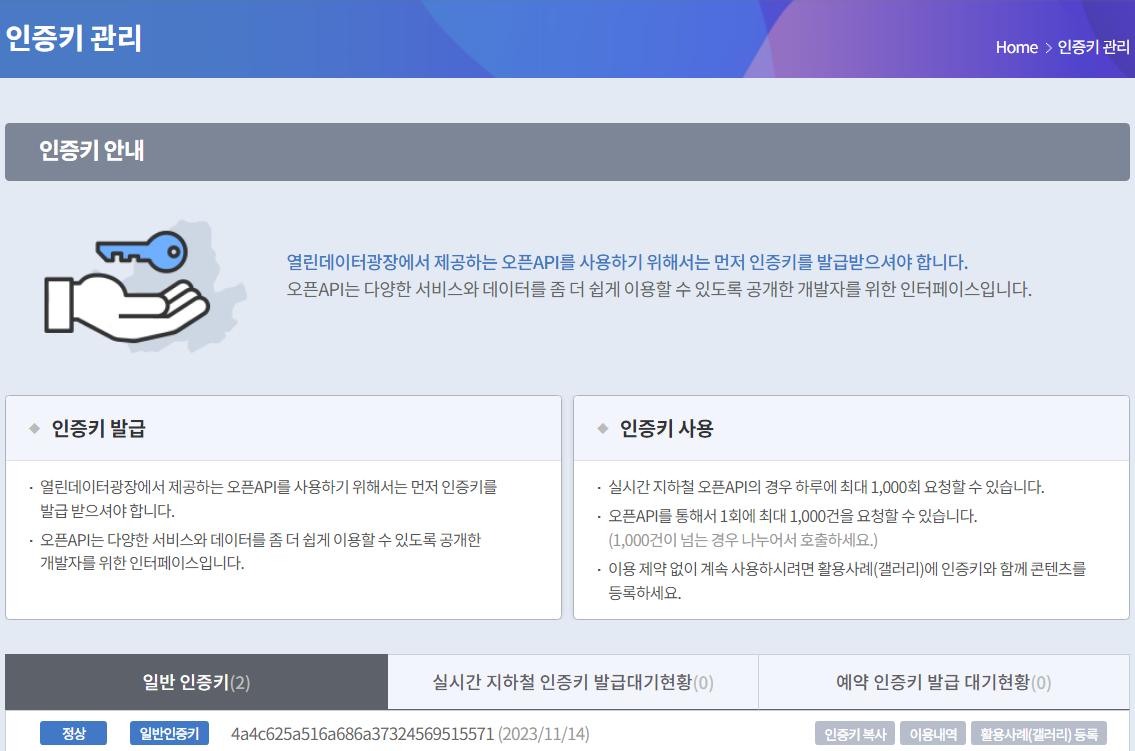 인증키 관리
Home > 인증키 관리
인증키 안내
열린데이터광장에서 제공하는 오픈API를 사용하기 위해서는 먼저 인증키를 발급받으셔야 합니다.
오픈API는 다양한 서비스와 데이터를 좀 더 쉽게 이용할 수 있도록 공개한 개발자를 위한 인터페이스입니다.
인증키 발급
· 열린데이터광장에서 제공하는 오픈API를 사용하기 위해서는 먼저 인증키를
발급 받으셔야 합니다.
· 오픈API는 다양한 서비스와 데이터를 좀 더 쉽게 이용할 수 있도록 공개한
개발자를 위한 인터페이스입니다.
인증키 사용
· 실시간 지하철 오픈API의 경우 하루에 최대 1,000회 요청할 수 있습니다.
· 오픈API를 통해서 1회에 최대 1,000건을 요청할 수 있습니다.
(1,000건이 넘는 경우 나누어서 호출하세요.)
· 이용 제약 없이 계속 사용하시려면 활용사례(갤러리)에 인증키와 함께 콘텐츠를
등록하세요.
일반 인증키(2)
실시간 지하철 인증키 발급대기현황(0)
예약 인증키 발급 대기현황(0)
정상 일반인증키 4a4c625a516a686a37324569515571 (2023/11/14) 인증키 복사 이용내역 활용사례(갤러리) 등록